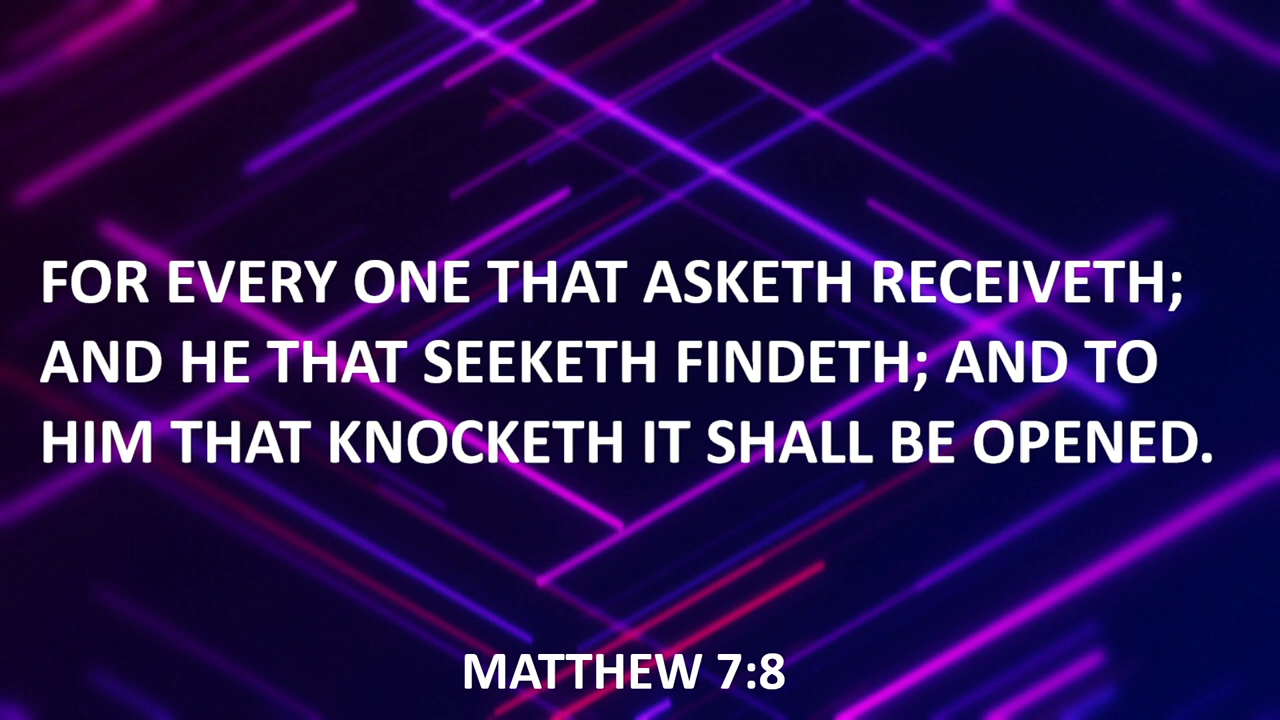 FOR EVERY ONE THAT ASKETH RECEIVETH;
AND HE THAT SEEKETH FINDETH; AND TO
HIM THAT KNOCKETH IT SHALL BE OPENED.
MATTHEW 7:8